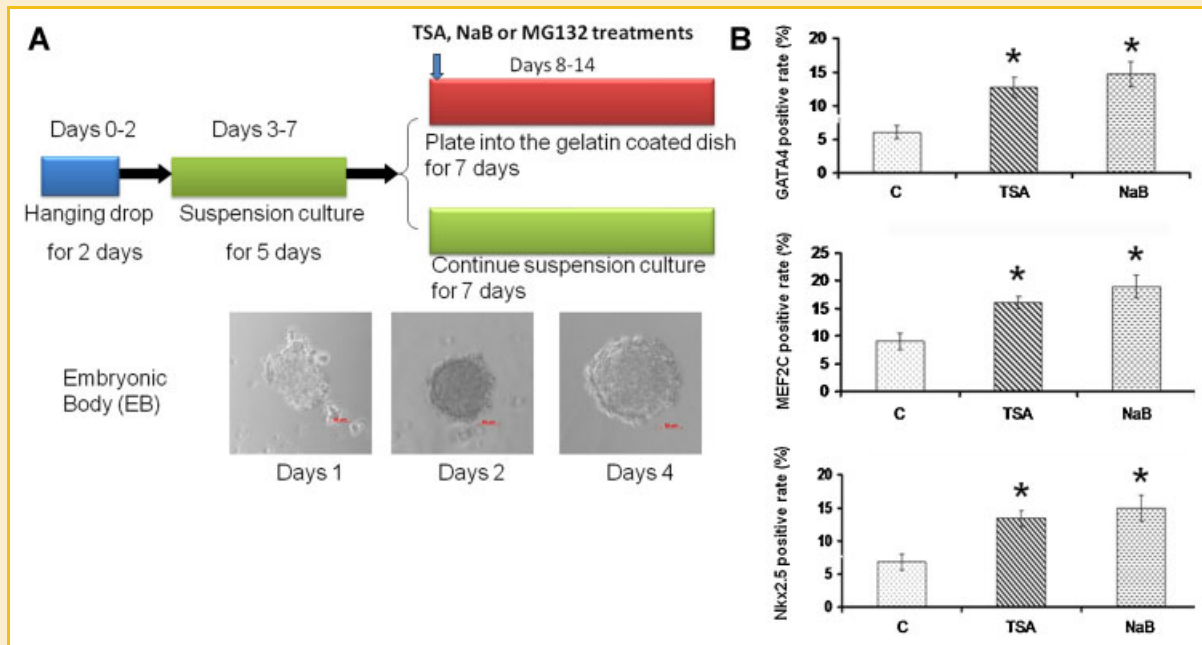 A
TSA, NaB or MG132 treatments
Days 8-14
Days 0-2
Days 3-7
Plate into the gelatin coated dish
for 7 days
Hanging drop
for 2 days
Suspension culture
for 5 days
Continue suspension culture
for 7 days
Embryonic
Body (EB)
Days 1
Days 2
Days 4
B
GATA4 positive rate (%)
20
15
10
5
0
*
*
C
TSA
NaB
MEF2C positive rate (%)
25
20
15
10
5
0
*
*
C
TSA
NaB
Nkx2.5 positive rate (%)
20
15
10
5
0
*
*
C
TSA
NaB